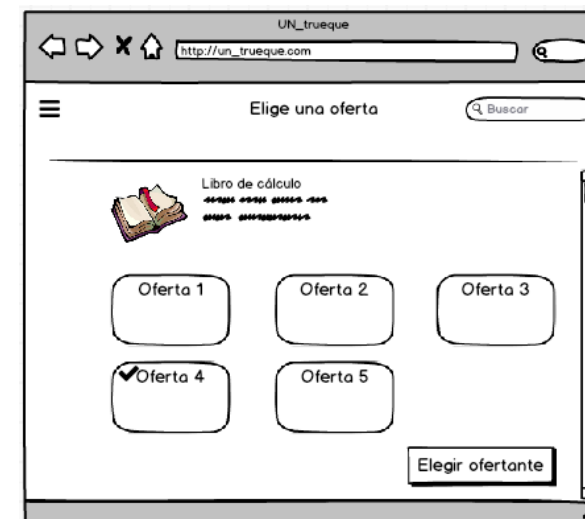 UN_trueque
http://un_trueque.com
Elige una oferta
Buscar
Libro de cálculo
Oferta 1
Oferta 2
Oferta 3
Oferta 4
Oferta 5
Elegir ofertante